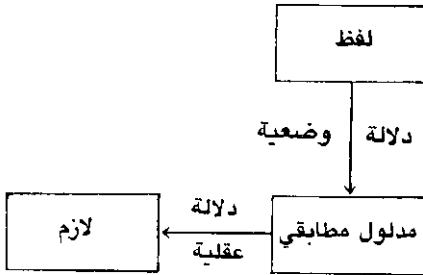 لفظ
دلالة وضعية
مدلول مطابقي
دلالة
عقلية
لازم